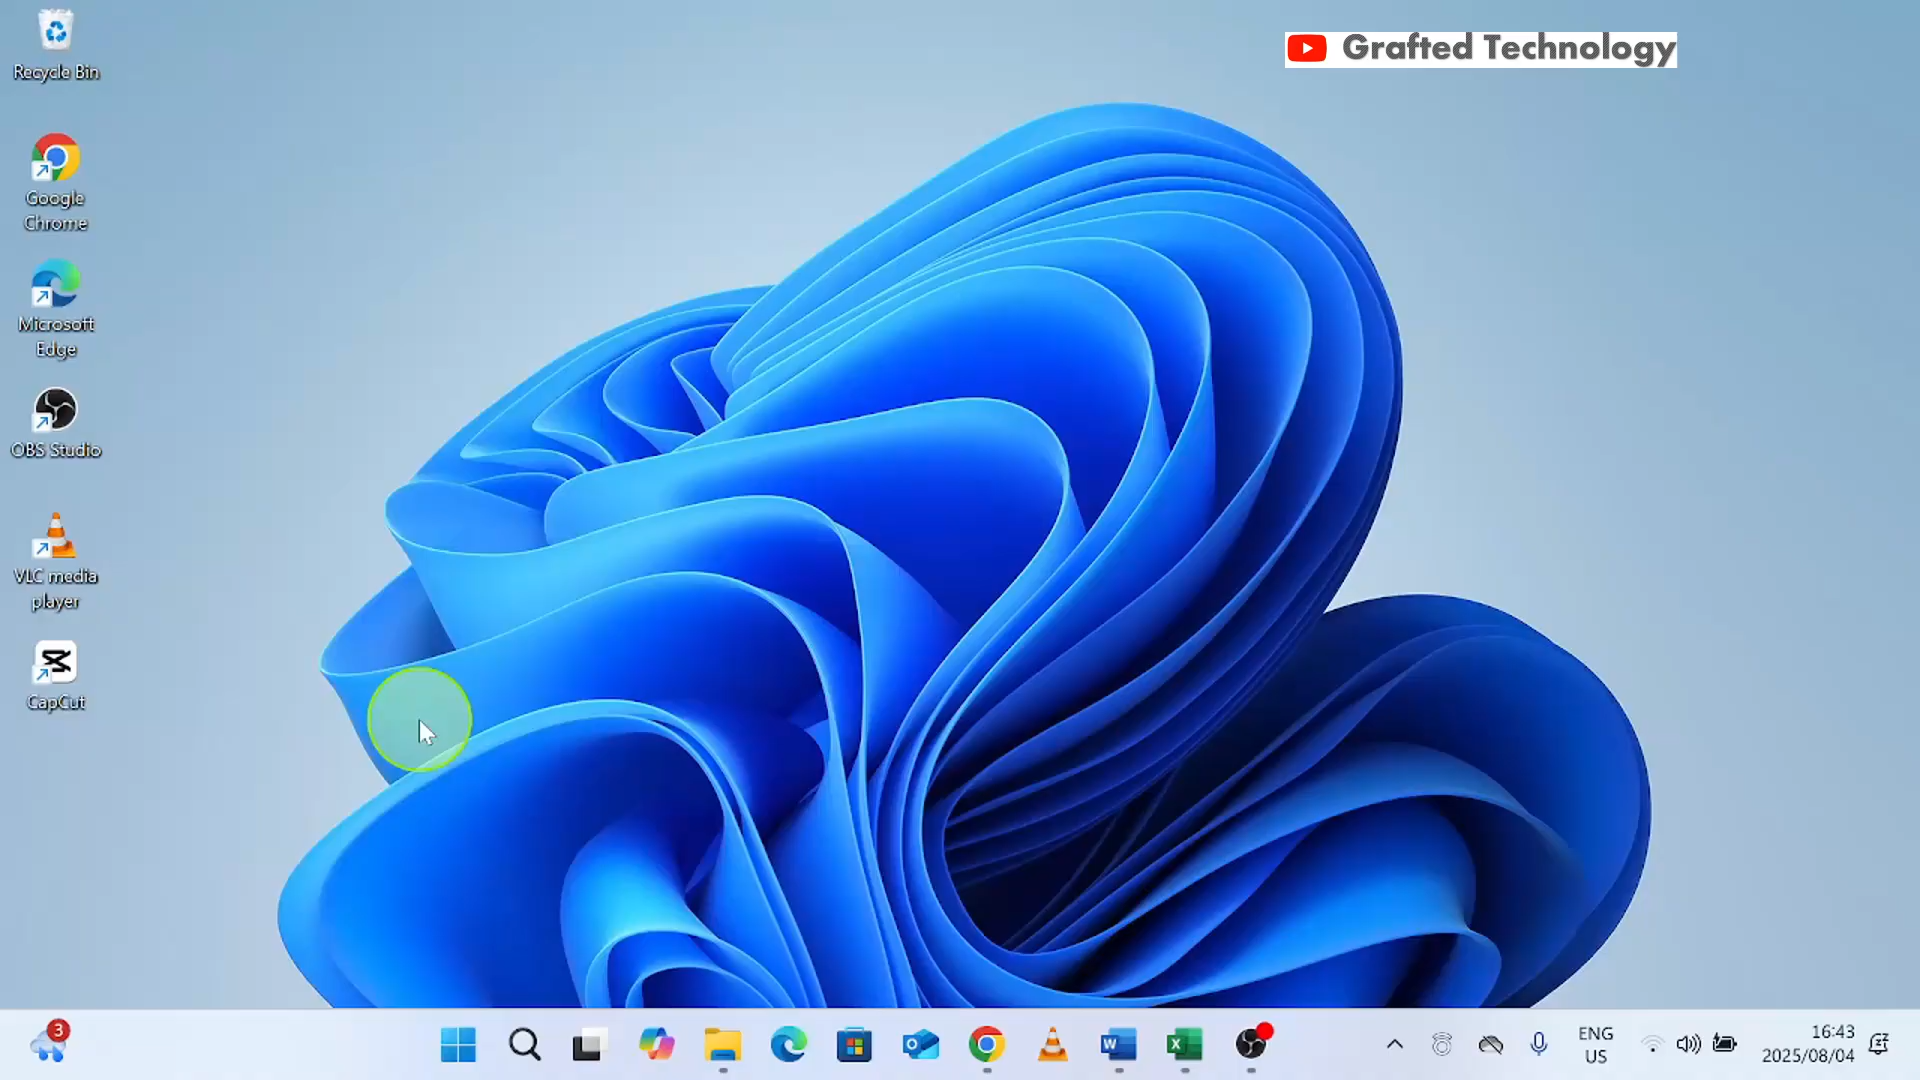 Grafted Technology
Recycle Bin
Google
Chrome
Microsoft
Edge
OBS Studio
VLC media
player
CapCut
3
ENG
US
16:43
2025/08/04